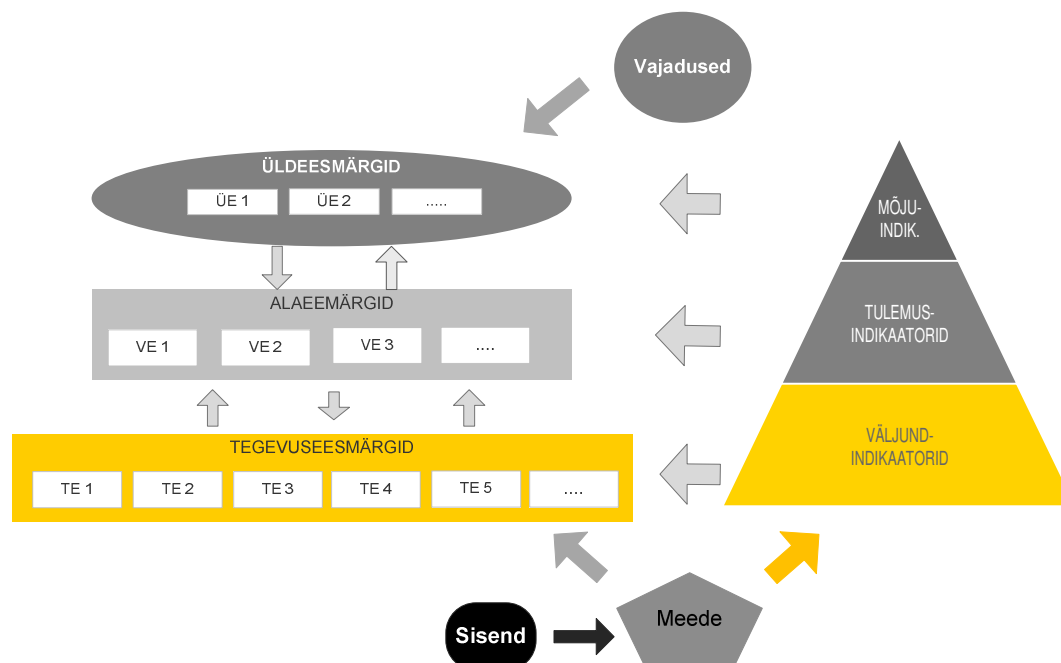 Vajadused
ÜLDEESMÄRGID
ÜE 1
ÜE 2
.....
ALAEEMÄRGID
VE 1
VE 2
VE 3
....
TEGEVUSEESMÄRGID
TE 1
TE 2
TE 3
TE 4
TE 5
....
MÕJU-
INDIK.
TULEMUS-
INDIKAATORID
VÄLJUND-
INDIKAATORID
Sisend
Meede